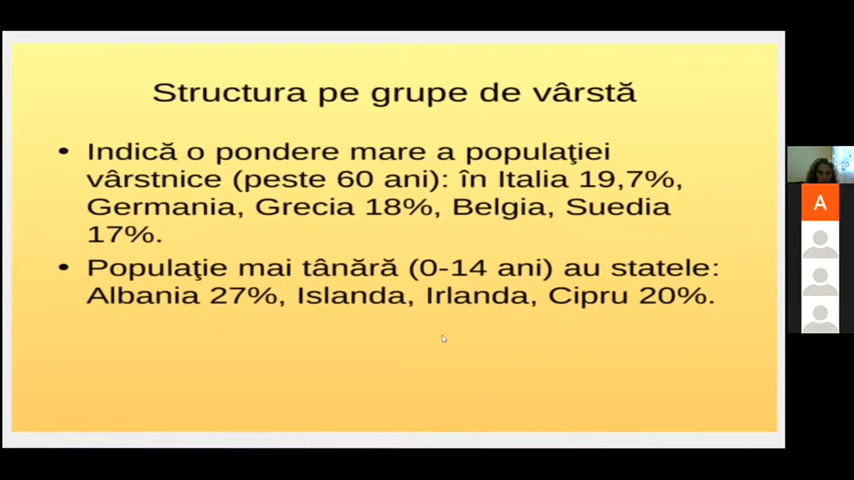 Structura pe grupe de vârstă
• Indică o pondere mare a populaţiei
vârstnice (peste 60 ani): în Italia 19,7%,
Germania, Grecia 18%, Belgia, Suedia
17%.
• Populaţie mai tânără (0-14 ani) au statele:
Albania 27%, Islanda, Irlanda, Cipru 20%.
A